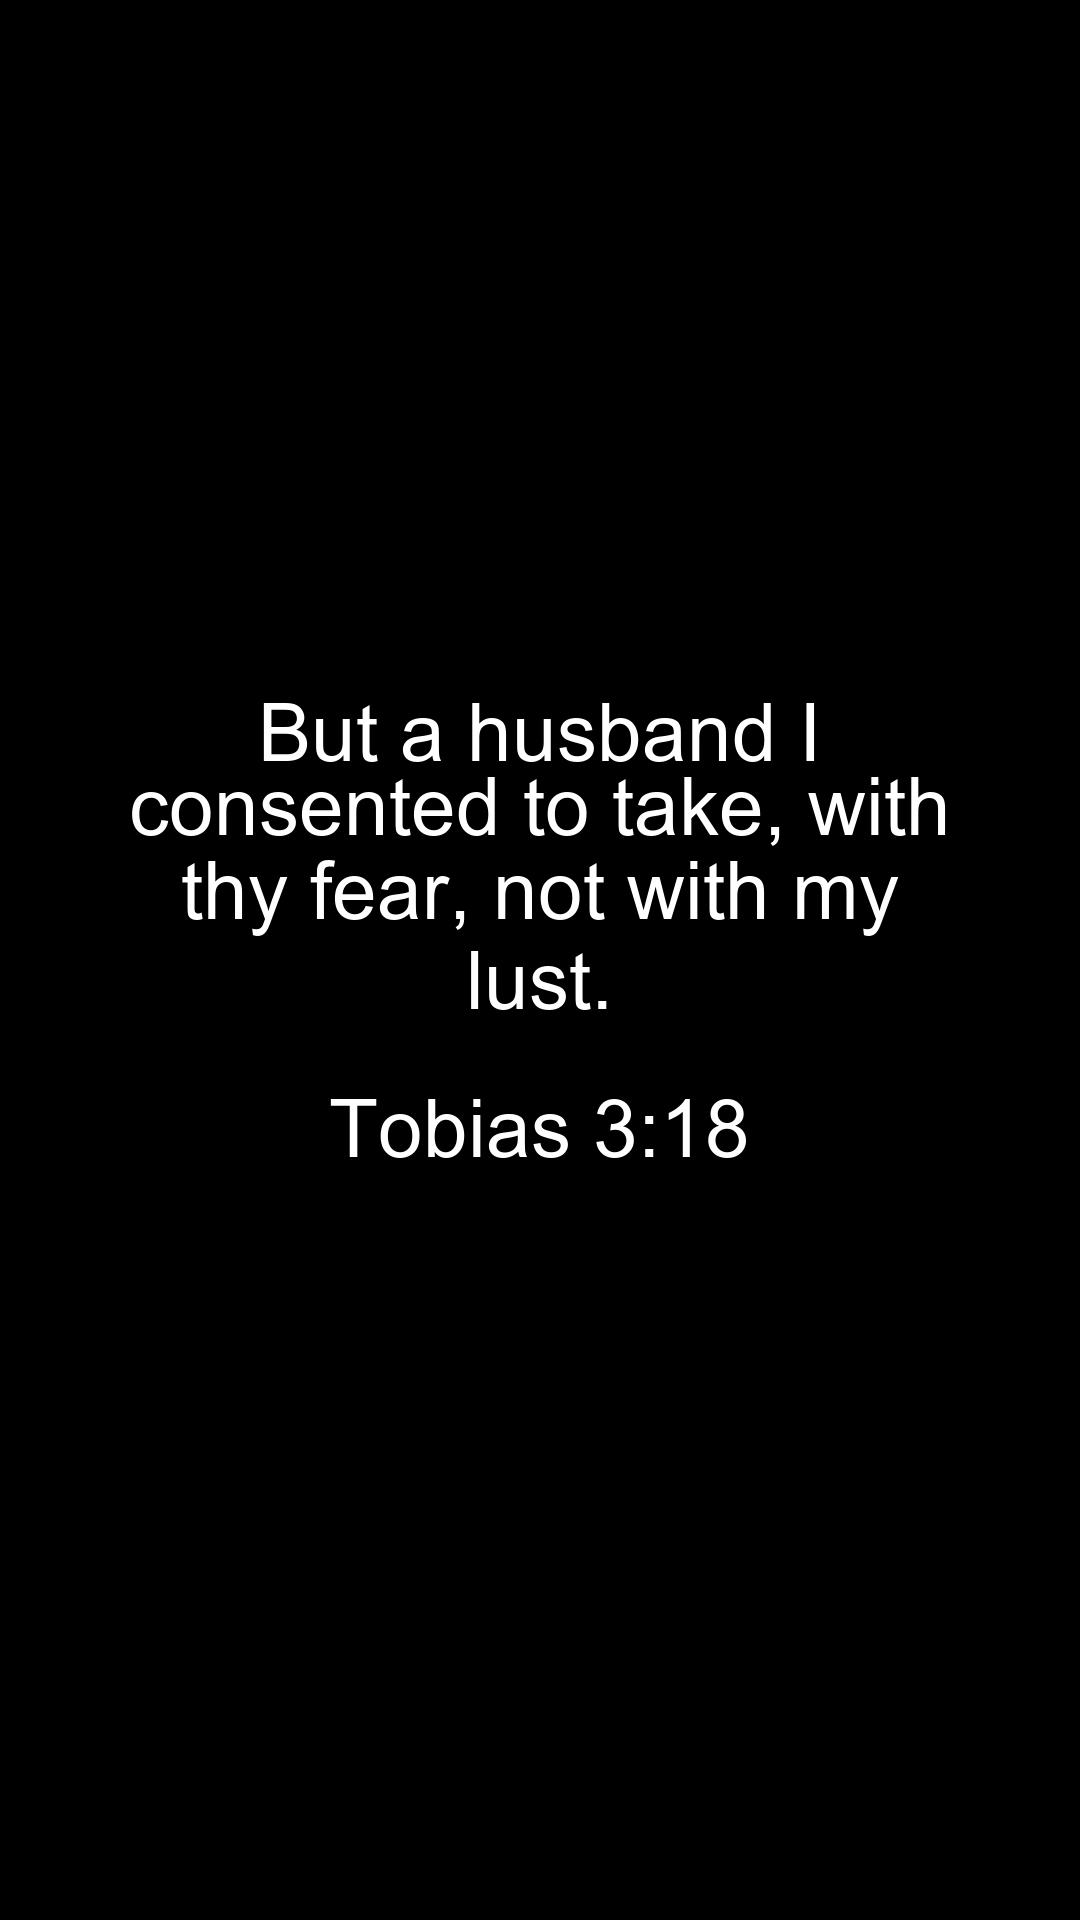 But a husband I
consented to take, with
thy fear, not with my
lust.
Tobias 3:18